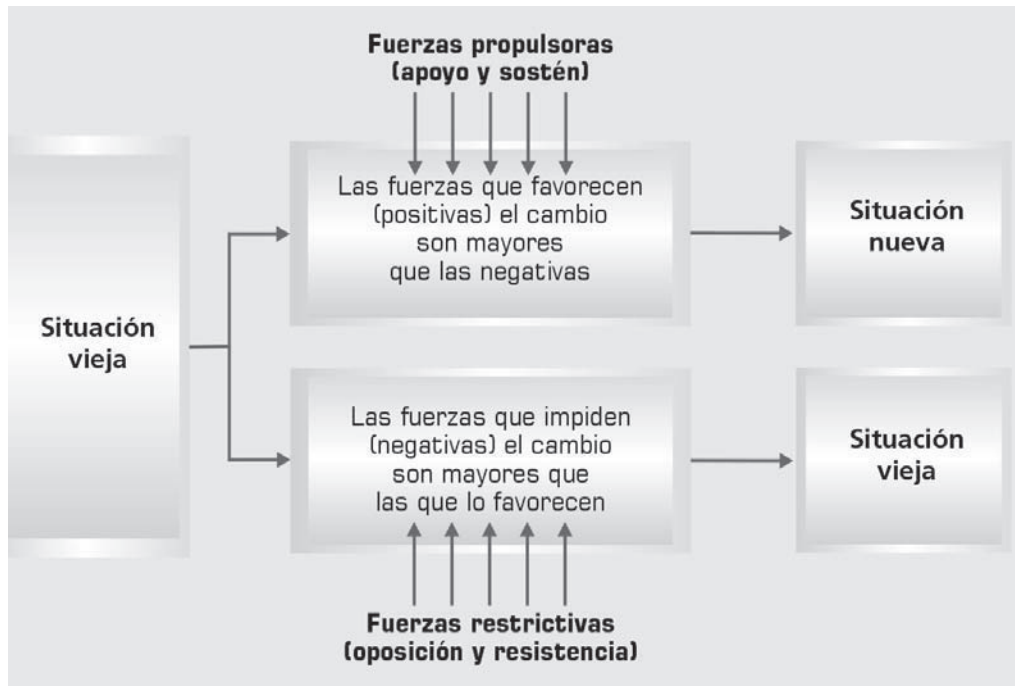 Fuerzas propulsoras
(apoyo y sostén)
Las fuerzas que favorecen
(positivas) el cambio
son mayores
que las negativas
Situación
nueva
Situación
vieja
Las fuerzas que impiden
(negativas) el cambio
son mayores que
las que lo favorecen
Situación
vieja
Fuerzas restrictivas
(oposición y resistencia)